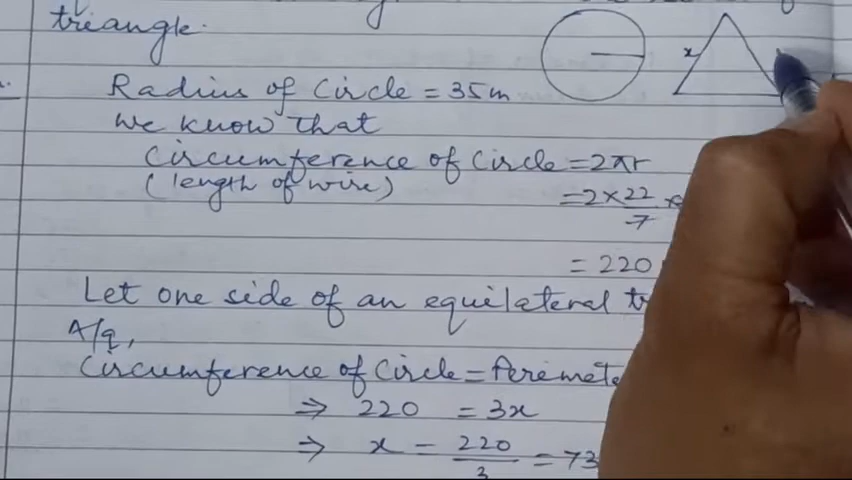 triangle.
x
Radius of Circle = 35m
We know that
Circumference of Circle = 2πr
(length of wire)
= 2 × 22/7 ×
= 220
Let one side of an equilateral
A/q,
Circumference of Circle =
⇒ 220 = 3x
⇒ x = 220/3 = 73